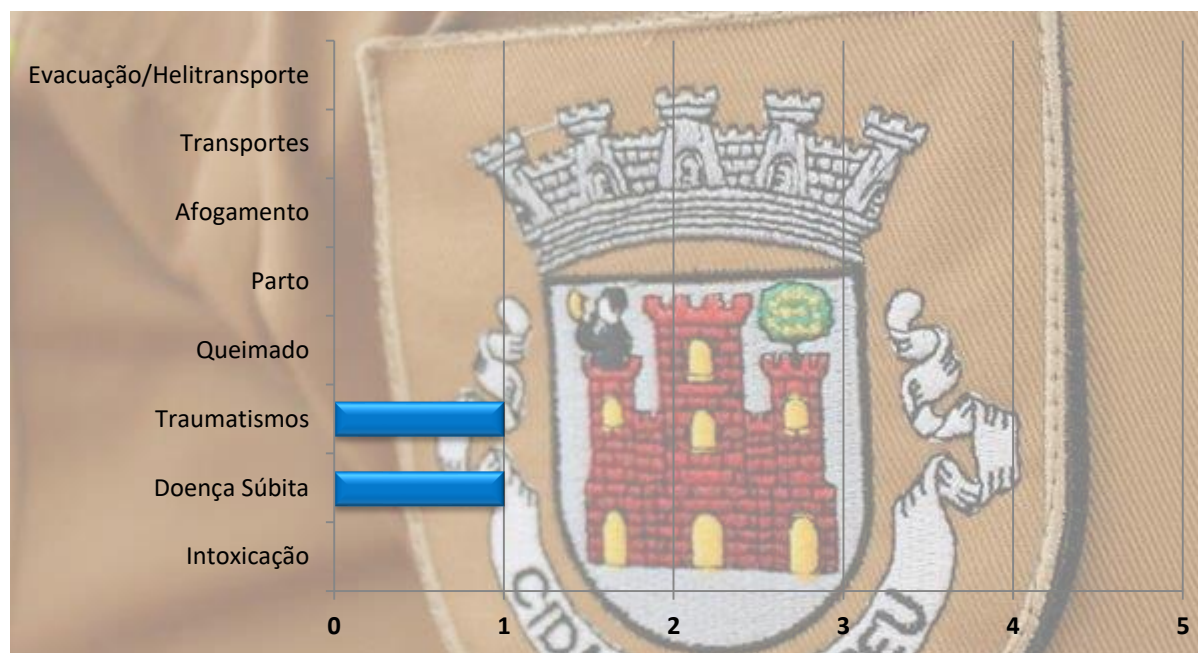 Evacuação/Helitransporte
Transportes
Afogamento
Parto
Queimado
Traumatismos
Doença Súbita
Intoxicação
0 1 2 3 4 5